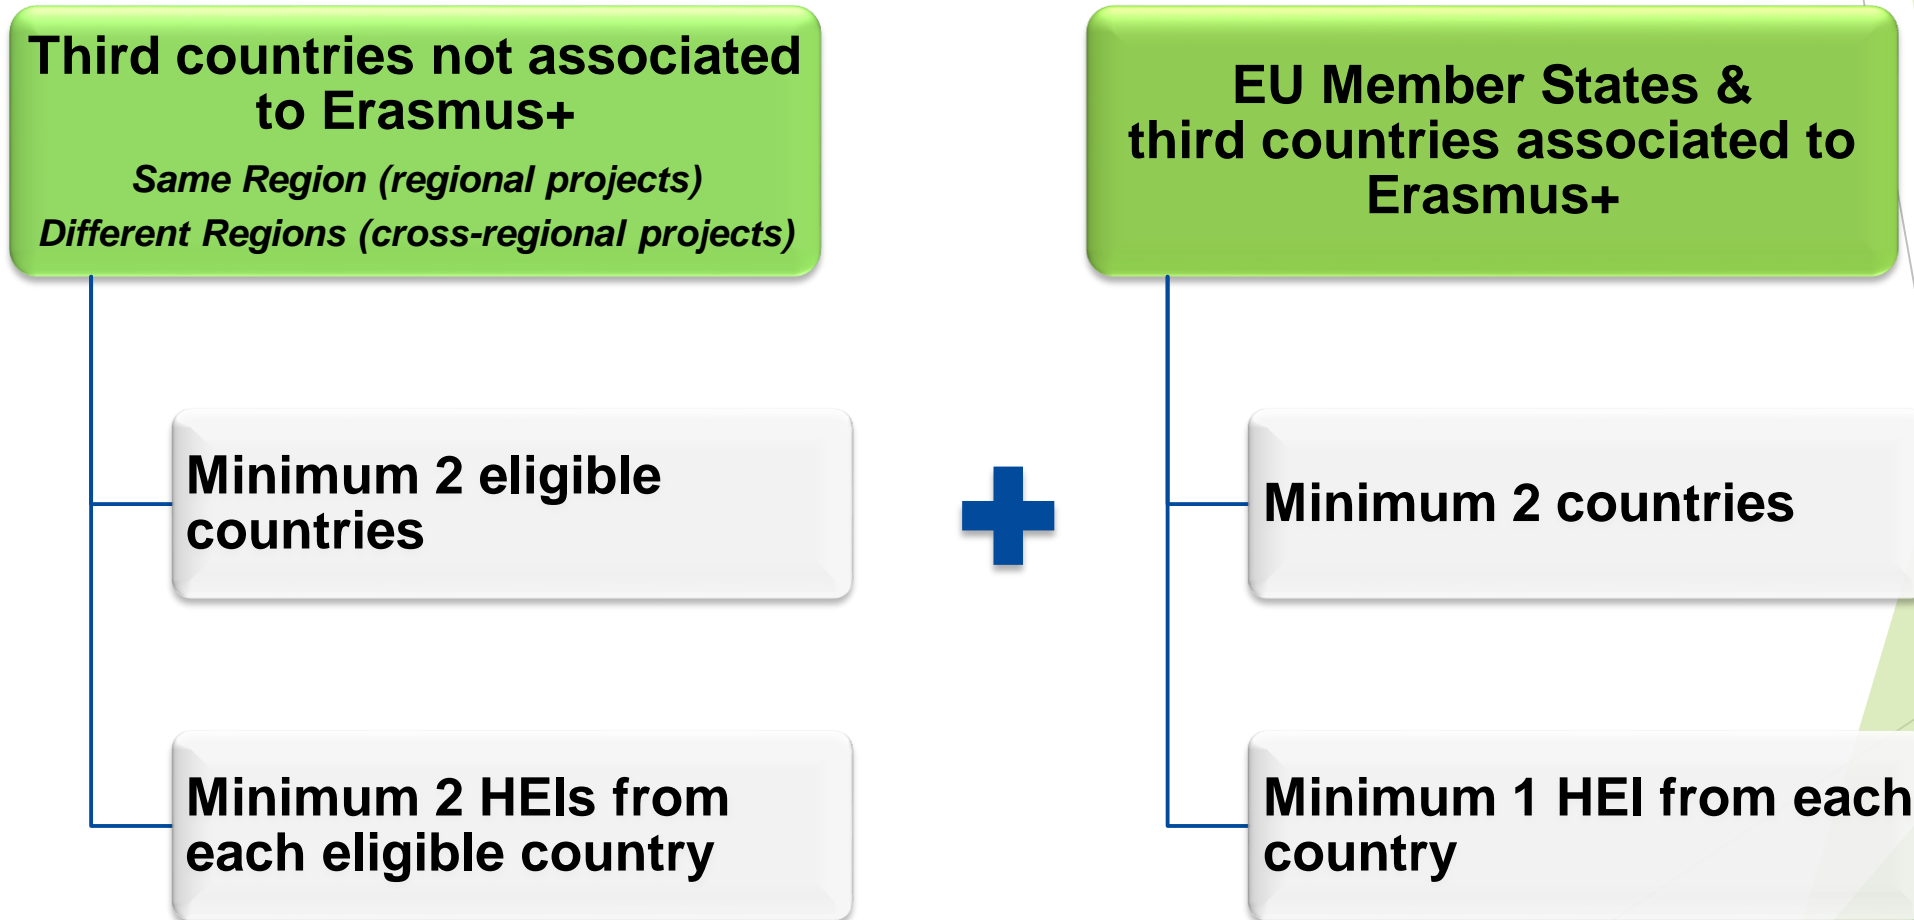 Third countries not associated
to Erasmus+
Same Region (regional projects)
Different Regions (cross-regional projects)
Minimum 2 eligible
countries
Minimum 2 HEIs from
each eligible country
EU Member States &
third countries associated to
Erasmus+
Minimum 2 countries
Minimum 1 HEI from each
country